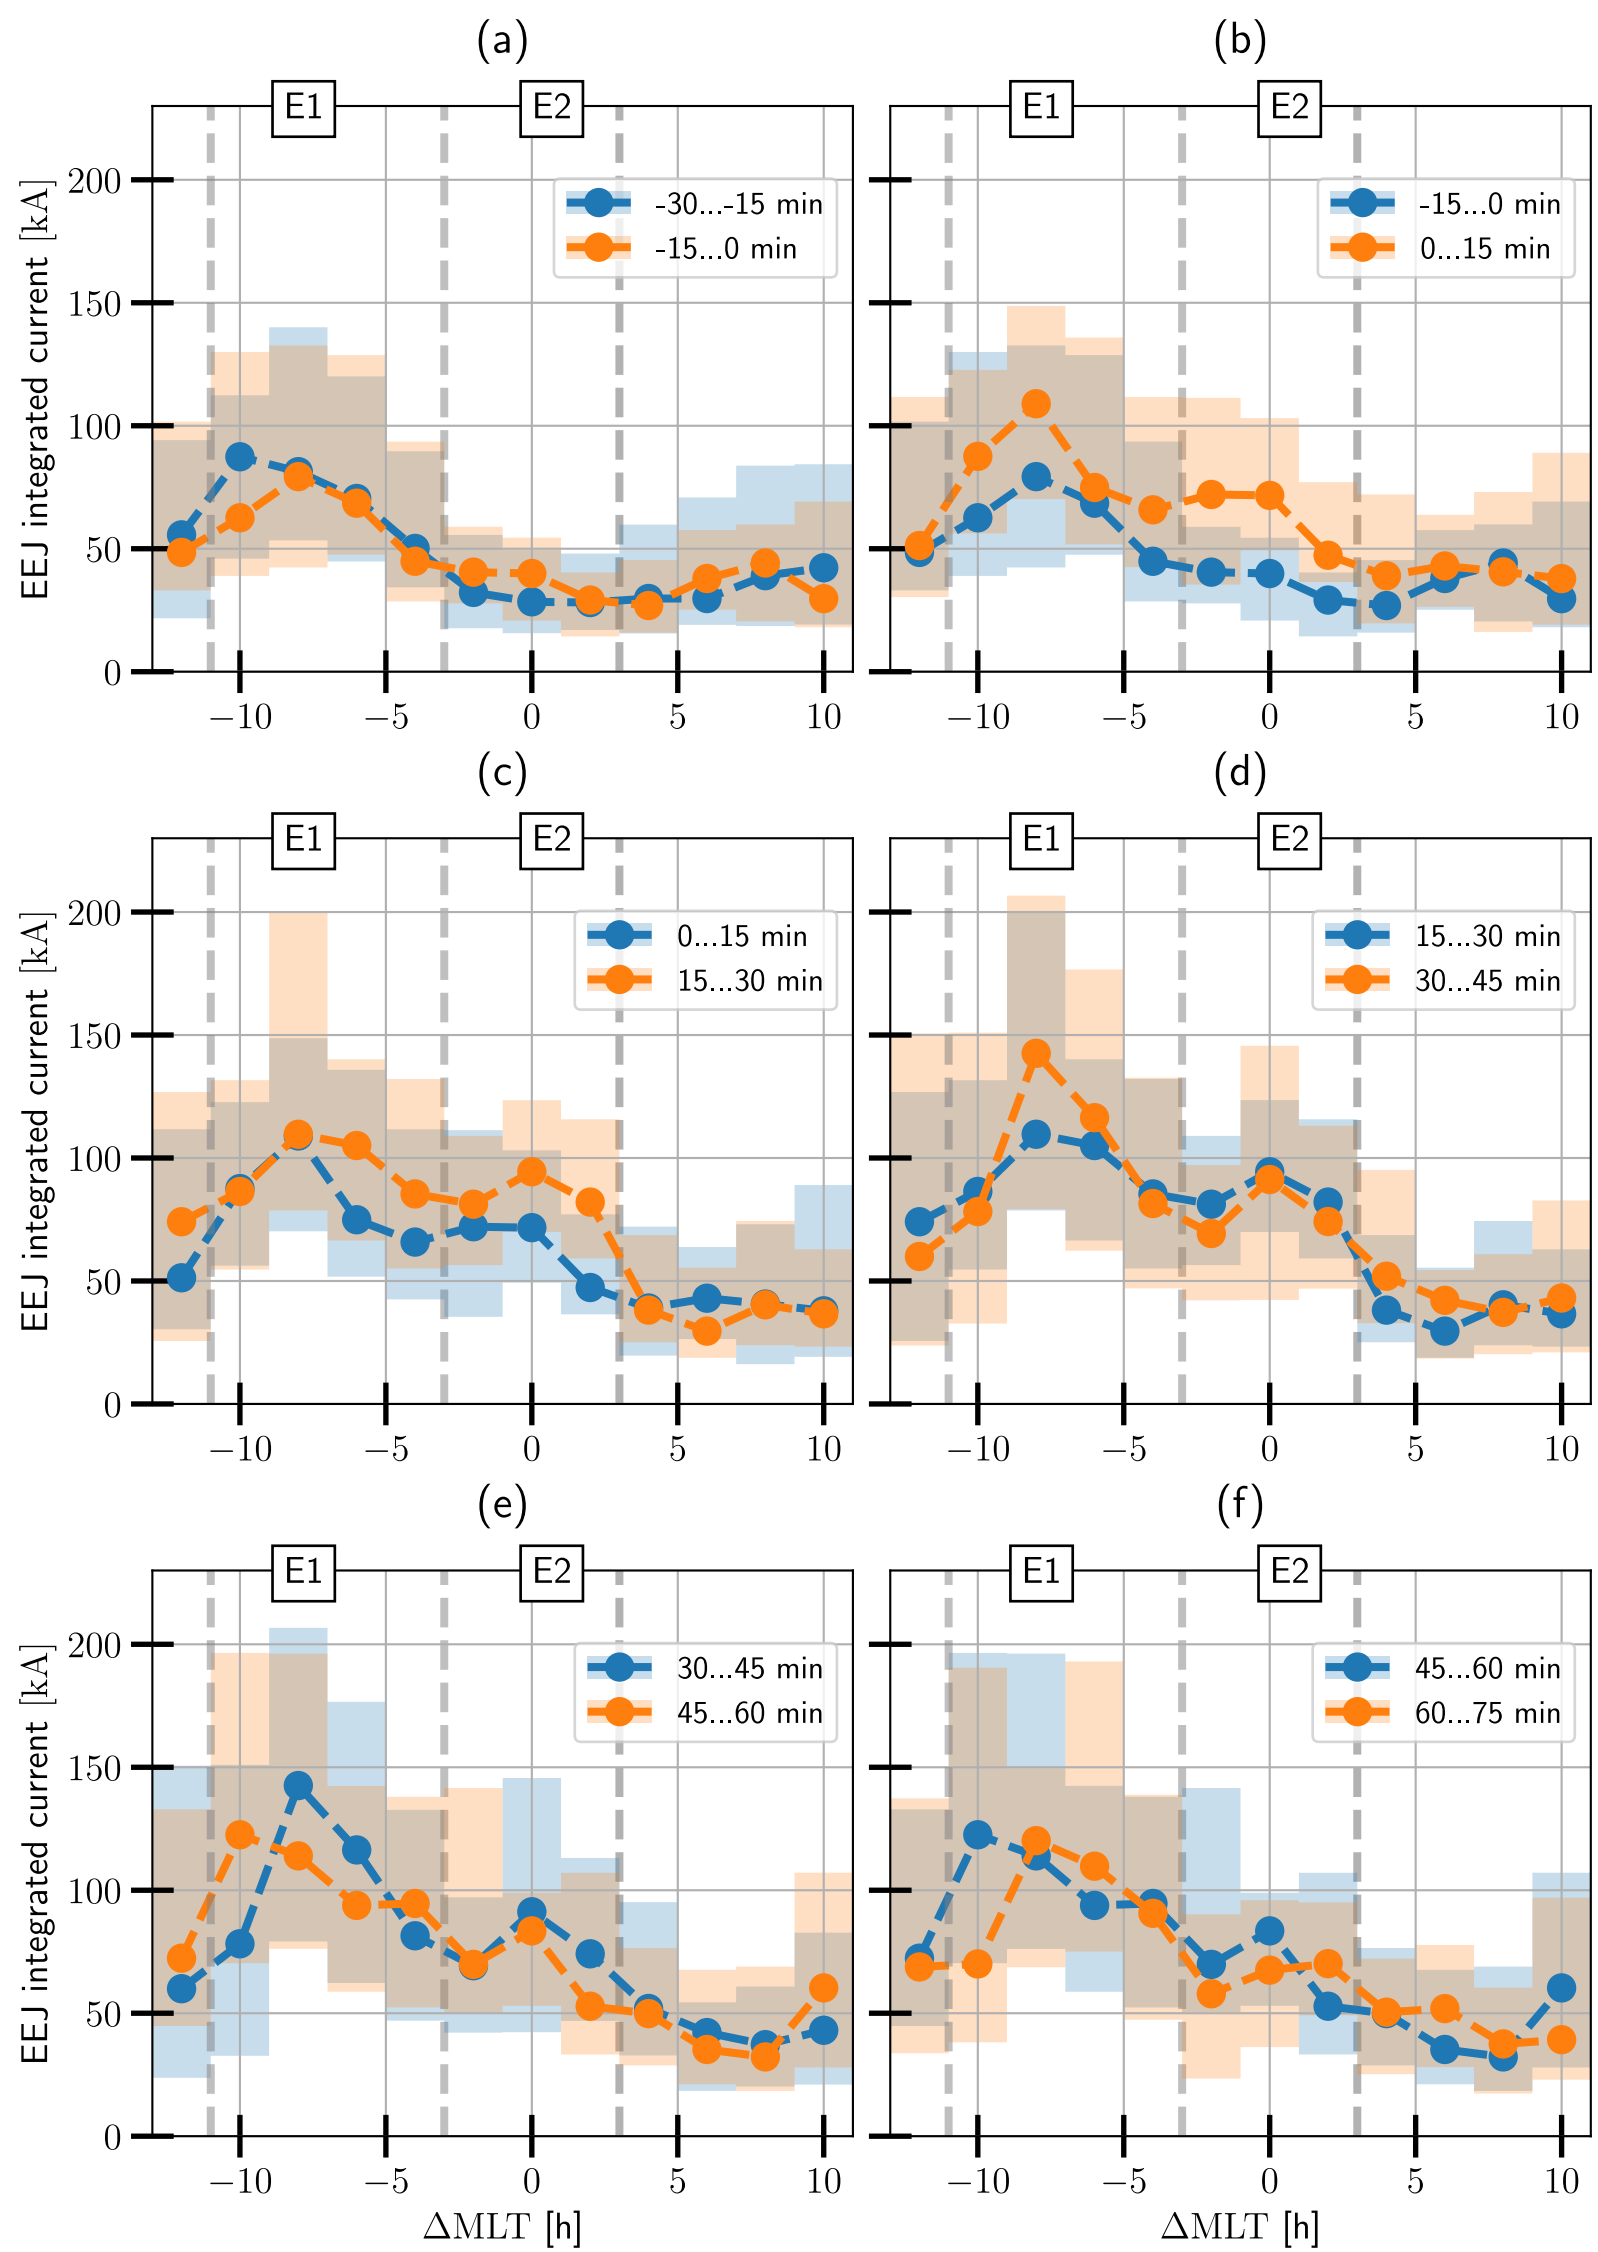 (a)
(b)
E1
E2
E1
E2
EEJ integrated current [kA]
200
150
100
50
0
-30...-15 min
-15...0 min
-15...0 min
0...15 min
−10
−5
0
5
10
−10
−5
0
5
10
(c)
(d)
E1
E2
E1
E2
EEJ integrated current [kA]
200
150
100
50
0
0...15 min
15...30 min
15...30 min
30...45 min
−10
−5
0
5
10
−10
−5
0
5
10
(e)
(f)
E1
E2
E1
E2
EEJ integrated current [kA]
200
150
100
50
0
30...45 min
45...60 min
45...60 min
60...75 min
−10
−5
0
5
10
−10
−5
0
5
10
ΔMLT [h]
ΔMLT [h]